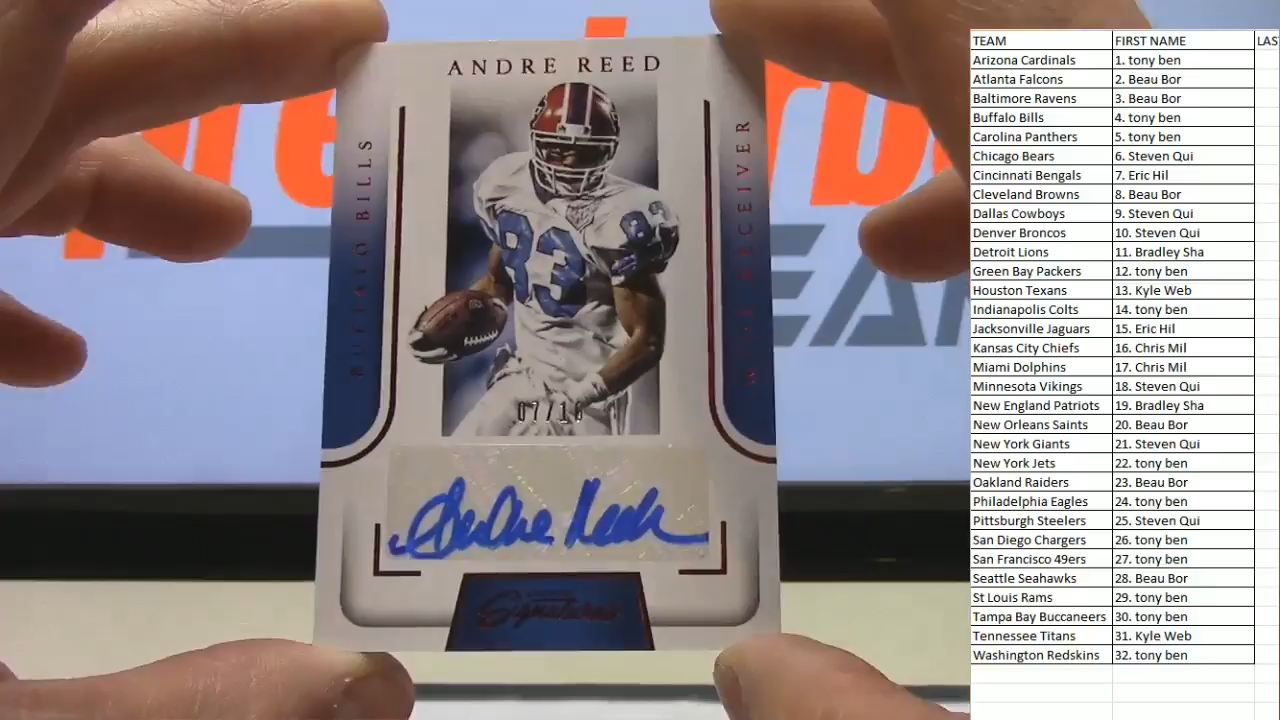 ANDRE REED
BUFFALO BILLS
WIDE RECEIVER
83
83
Andre Reed
Signatures
TEAM FIRST NAME LAS
Arizona Cardinals 1. tony ben
Atlanta Falcons 2. Beau Bor
Baltimore Ravens 3. Beau Bor
Buffalo Bills 4. tony ben
Carolina Panthers 5. tony ben
Chicago Bears 6. Steven Qui
Cincinnati Bengals 7. Eric Hil
Cleveland Browns 8. Beau Bor
Dallas Cowboys 9. Steven Qui
Denver Broncos 10. Steven Qui
Detroit Lions 11. Bradley Sha
Green Bay Packers 12. tony ben
Houston Texans 13. Kyle Web
Indianapolis Colts 14. tony ben
Jacksonville Jaguars 15. Eric Hil
Kansas City Chiefs 16. Chris Mil
Miami Dolphins 17. Chris Mil
Minnesota Vikings 18. Steven Qui
New England Patriots 19. Bradley Sha
New Orleans Saints 20. Beau Bor
New York Giants 21. Steven Qui
New York Jets 22. tony ben
Oakland Raiders 23. Beau Bor
Philadelphia Eagles 24. tony ben
Pittsburgh Steelers 25. Steven Qui
San Diego Chargers 26. tony ben
San Francisco 49ers 27. tony ben
Seattle Seahawks 28. Beau Bor
St Louis Rams 29. tony ben
Tampa Bay Buccaneers 30. tony ben
Tennessee Titans 31. Kyle Web
Washington Redskins 32. tony ben